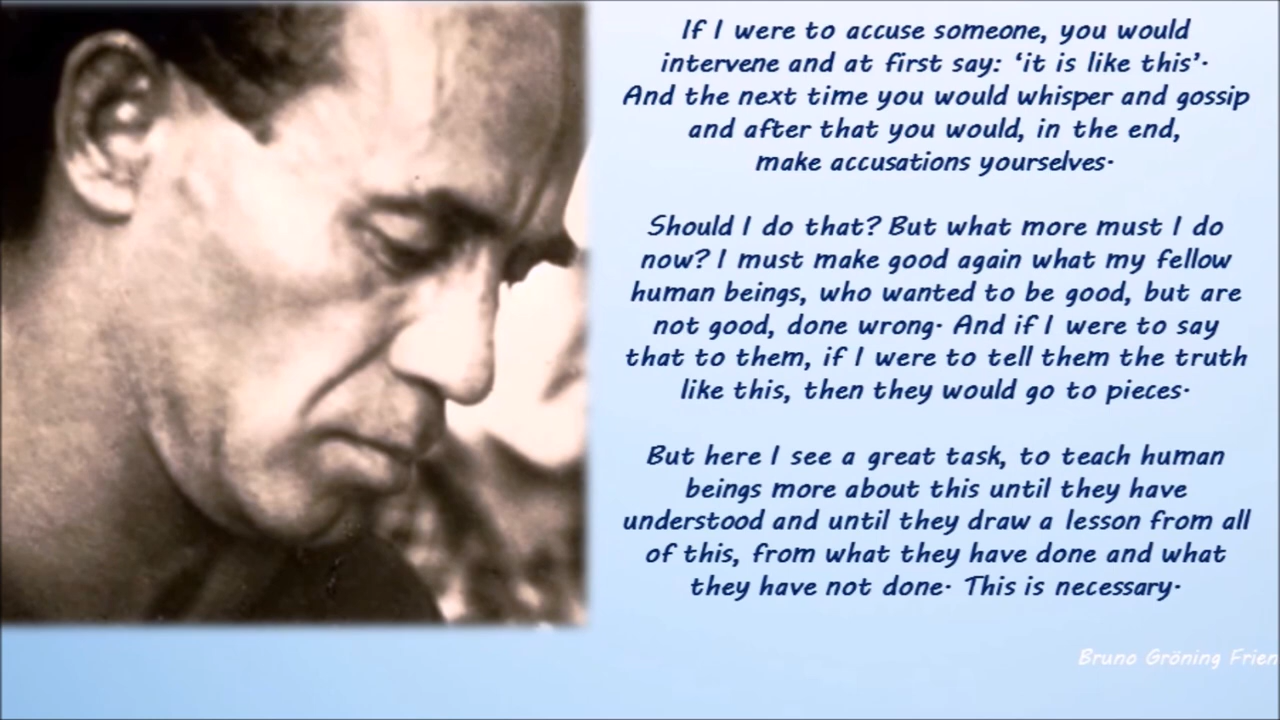 If I were to accuse someone, you would
intervene and at first say: ‘it is like this’·
And the next time you would whisper and gossip
and after that you would, in the end,
make accusations yourselves·
Should I do that? But what more must I do
now? I must make good again what my fellow
human beings, who wanted to be good, but are
not good, done wrong· And if I were to say
that to them, if I were to tell them the truth
like this, then they would go to pieces·
But here I see a great task, to teach human
beings more about this until they have
understood and until they draw a lesson from all
of this, from what they have done and what
they have not done· This is necessary·
Bruno Gröning Frien